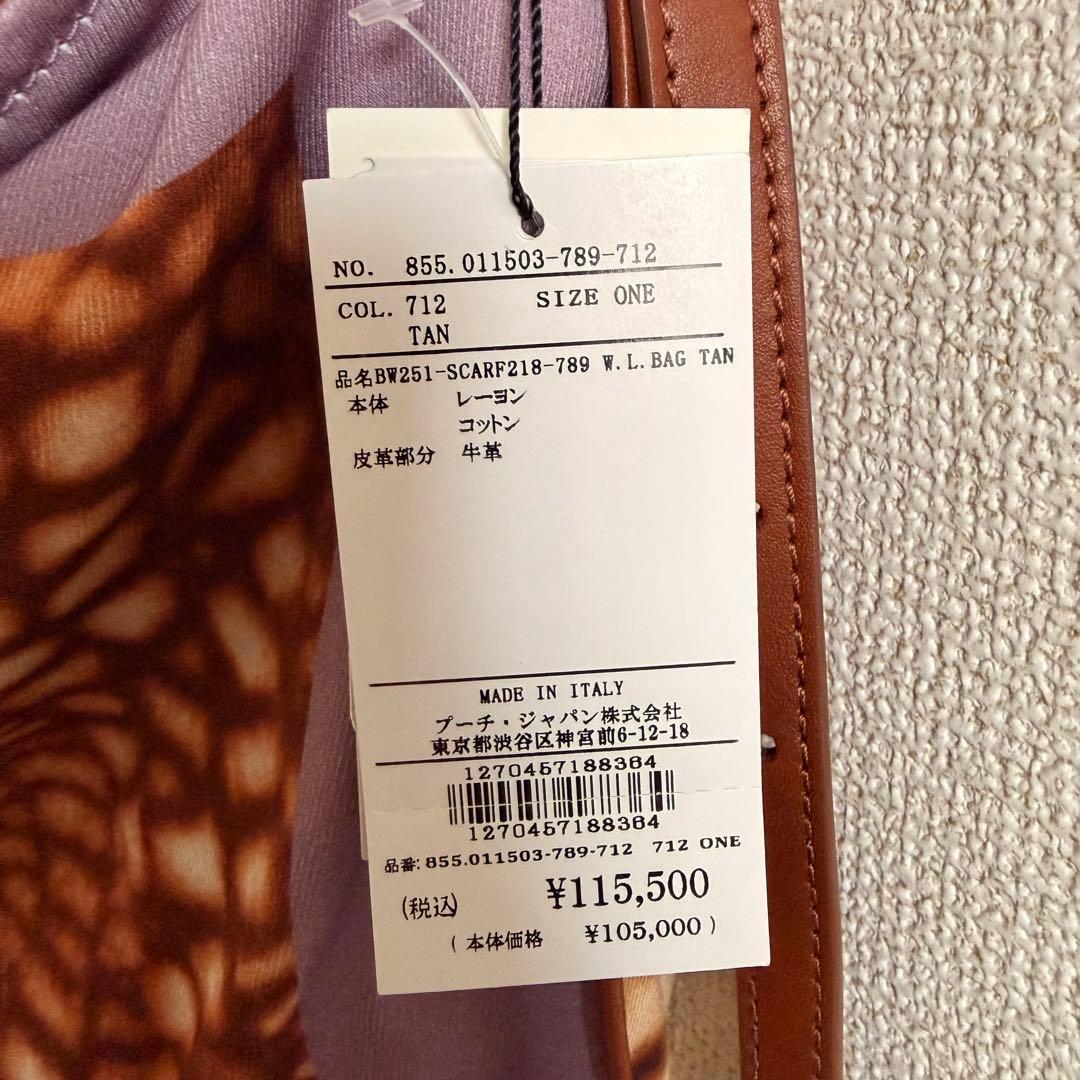 NO. 855.011503-789-712
COL. 712 SIZE ONE
TAN
品名BW251-SCARF218-789 W.L.BAG TAN
本体 レーヨン
コットン
皮革部分 牛革
MADE IN ITALY
プーチ・ジャパン株式会社
東京都渋谷区神宮前6-12-18
1270457188384
1270457188384
品番:855.011503-789-712 712 ONE
(税込) ¥115,500
(本体価格 ¥105,000)